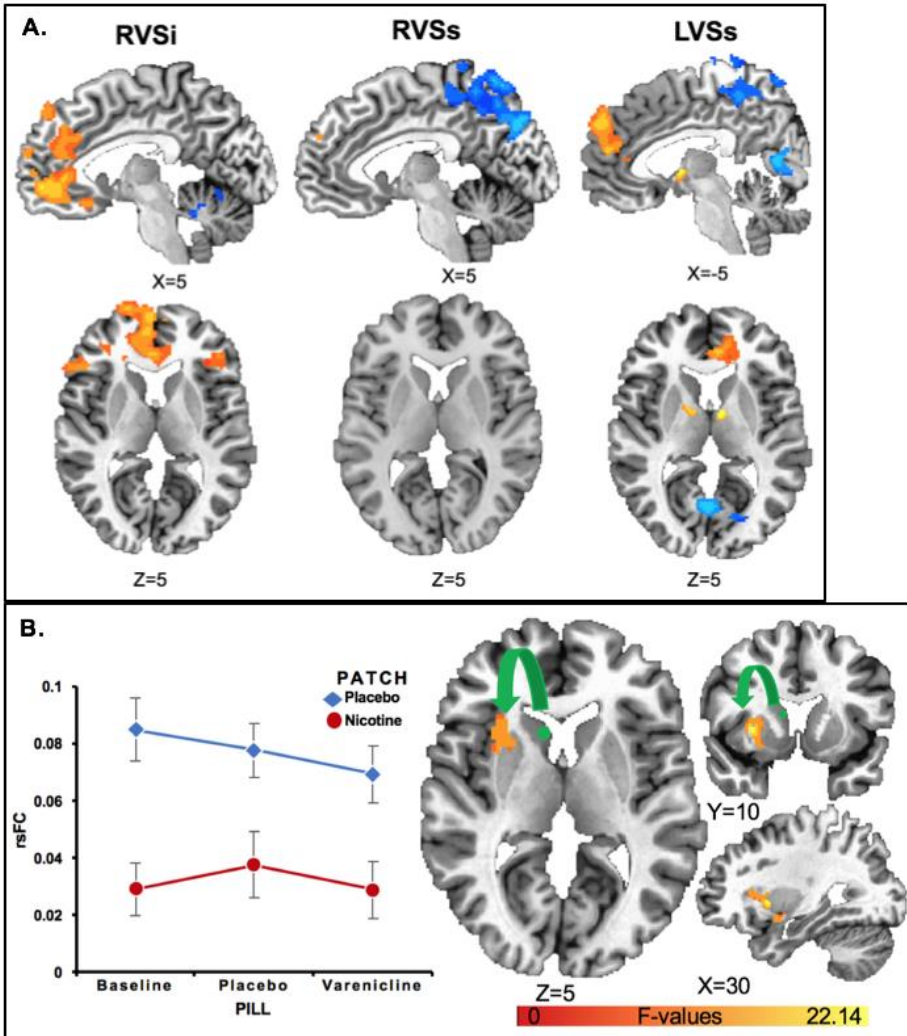 A.
RVSi
RVSs
LVSs
X=5
X=5
X=-5
Z=5
Z=5
Z=5
B.
PATCH
Placebo
Nicotine
0.1
0.08
0.06
0.04
0.02
0
rsFC
Baseline
Placebo
Varenicline
PILL
Y=10
Z=5
X=30
0
F-values
22.14